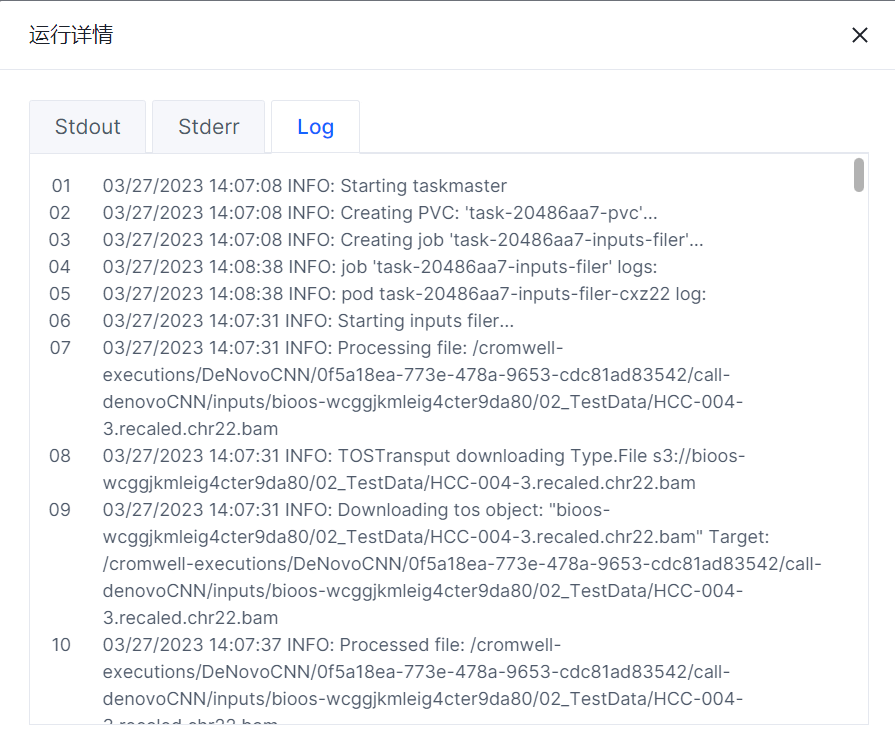 运行详情
Stdout Stderr Log
01 03/27/2023 14:07:08 INFO: Starting taskmaster
02 03/27/2023 14:07:08 INFO: Creating PVC: 'task-20486aa7-pvc'...
03 03/27/2023 14:07:08 INFO: Creating job 'task-20486aa7-inputs-filer'...
04 03/27/2023 14:08:38 INFO: job 'task-20486aa7-inputs-filer' logs:
05 03/27/2023 14:08:38 INFO: pod task-20486aa7-inputs-filer-cxz22 log:
06 03/27/2023 14:07:31 INFO: Starting inputs filer...
07 03/27/2023 14:07:31 INFO: Processing file: /cromwell-
executions/DeNovoCNN/0f5a18ea-773e-478a-9653-cdc81ad83542/call-
denovoCNN/inputs/bioos-wcggjkmleig4cter9da80/02_TestData/HCC-004-
3.recaled.chr22.bam
08 03/27/2023 14:07:31 INFO: TOSTransput downloading Type.File s3://bioos-
wcggjkmleig4cter9da80/02_TestData/HCC-004-3.recaled.chr22.bam
09 03/27/2023 14:07:31 INFO: Downloading tos object: "bioos-
wcggjkmleig4cter9da80/02_TestData/HCC-004-3.recaled.chr22.bam" Target:
/cromwell-executions/DeNovoCNN/0f5a18ea-773e-478a-9653-cdc81ad83542/call-
denovoCNN/inputs/bioos-wcggjkmleig4cter9da80/02_TestData/HCC-004-
3.recaled.chr22.bam
10 03/27/2023 14:07:37 INFO: Processed file: /cromwell-
executions/DeNovoCNN/0f5a18ea-773e-478a-9653-cdc81ad83542/call-
denovoCNN/inputs/bioos-wcggjkmleig4cter9da80/02_TestData/HCC-004-
3.recaled.chr22.bam